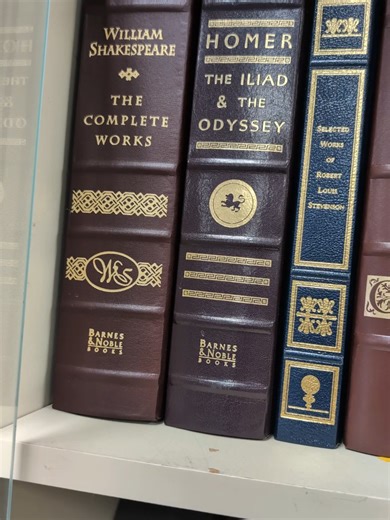 WILLIAM
SHAKESPEARE
THE
COMPLETE
WORKS
WS
BARNES
& NOBLE
BOOKS
HOMER
THE ILIAD
& THE
ODYSSEY
BARNES
& NOBLE
BOOKS
SELECTED
WORKS
OF
ROBERT
LOUIS
STEVENSON